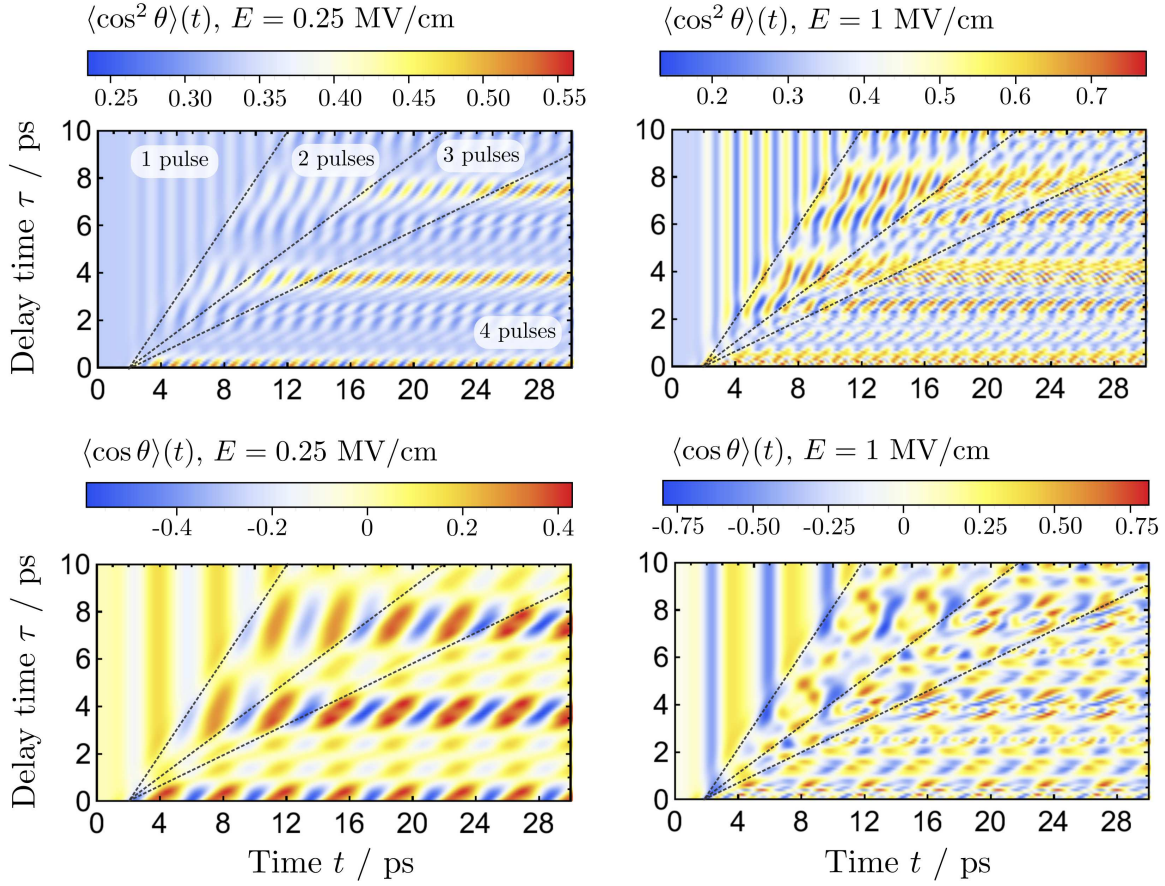 ⟨cos² θ⟩(t), E = 0.25 MV/cm
0.25 0.30 0.35 0.40 0.45 0.50 0.55
Delay time τ / ps
10
8
6
4
2
0
1 pulse
2 pulses
3 pulses
4 pulses
0 4 8 12 16 20 24 28
⟨cos² θ⟩(t), E = 1 MV/cm
0.2 0.3 0.4 0.5 0.6 0.7
10
8
6
4
2
0
0 4 8 12 16 20 24 28
⟨cos θ⟩(t), E = 0.25 MV/cm
-0.4 -0.2 0 0.2 0.4
Delay time τ / ps
10
8
6
4
2
0
0 4 8 12 16 20 24 28
Time t / ps
⟨cos θ⟩(t), E = 1 MV/cm
-0.75 -0.50 -0.25 0 0.25 0.50 0.75
10
8
6
4
2
0
0 4 8 12 16 20 24 28
Time t / ps